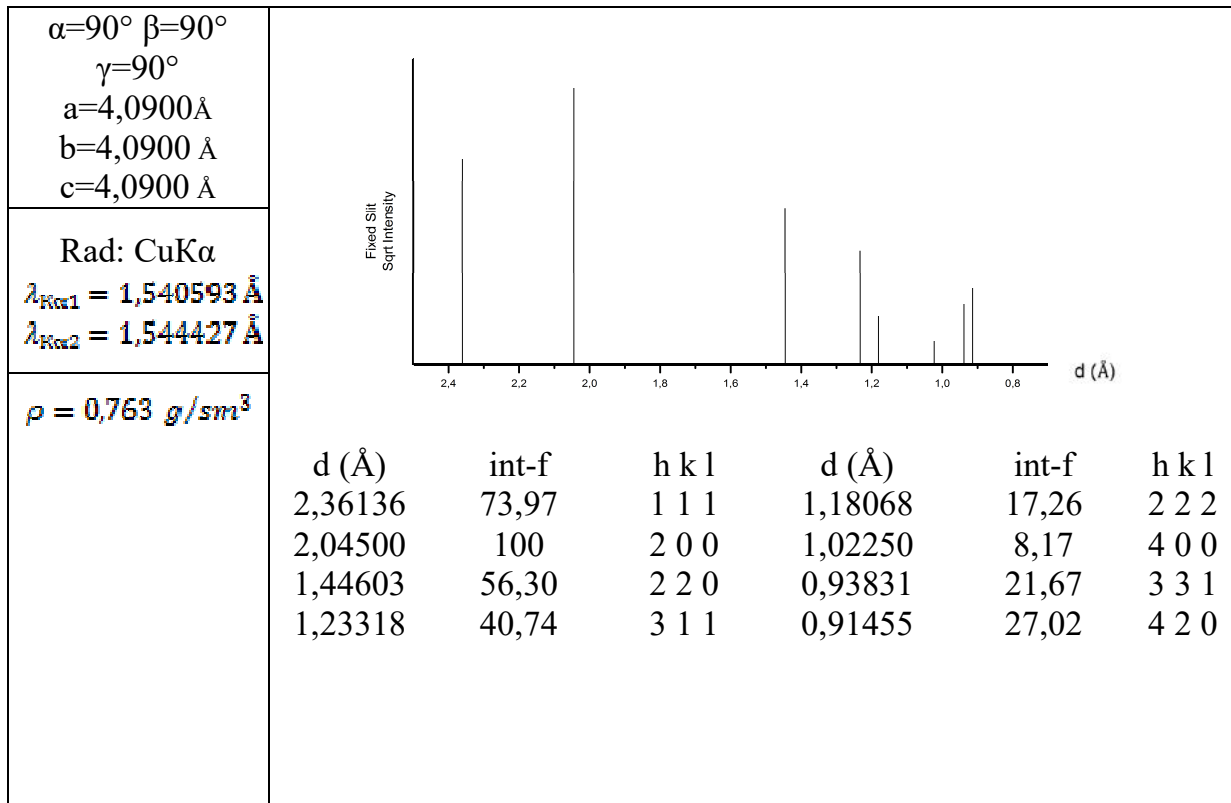 α=90° β=90°
γ=90°
a=4,0900Å
b=4,0900 Å
c=4,0900 Å
Rad: CuKα
λKα1 = 1,540593 Å
λKα2 = 1,544427 Å
ρ = 0,763 g/sm³
Fixed Slit
Sqrt Intensity
2,4 2,2 2,0 1,8 1,6 1,4 1,2 1,0 0,8
d (Å)
d (Å) int-f h k l d (Å) int-f h k l
2,36136 73,97 1 1 1 1,18068 17,26 2 2 2
2,04500 100 2 0 0 1,02250 8,17 4 0 0
1,44603 56,30 2 2 0 0,93831 21,67 3 3 1
1,23318 40,74 3 1 1 0,91455 27,02 4 2 0